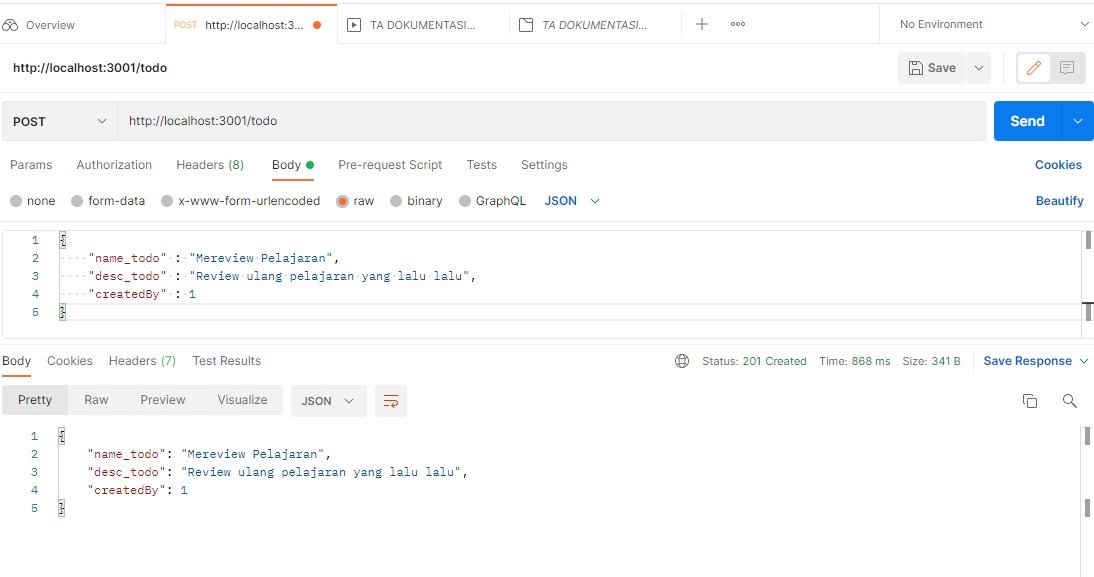 Overview
POST http://localhost:3...
TA DOKUMENTASI...
TA DOKUMENTASI...
No Environment
http://localhost:3001/todo
Save
POST
http://localhost:3001/todo
Send
Params Authorization Headers (8) Body Pre-request Script Tests Settings Cookies
none form-data x-www-form-urlencoded raw binary GraphQL JSON Beautify
1 {
2 "name_todo" : "Mereview Pelajaran",
3 "desc_todo" : "Review ulang pelajaran yang lalu lalu",
4 "createdBy" : 1
5 }
Body Cookies Headers (7) Test Results Status: 201 Created Time: 868 ms Size: 341 B Save Response
Pretty Raw Preview Visualize JSON
1 {
2 "name_todo": "Mereview Pelajaran",
3 "desc_todo": "Review ulang pelajaran yang lalu lalu",
4 "createdBy": 1
5 }